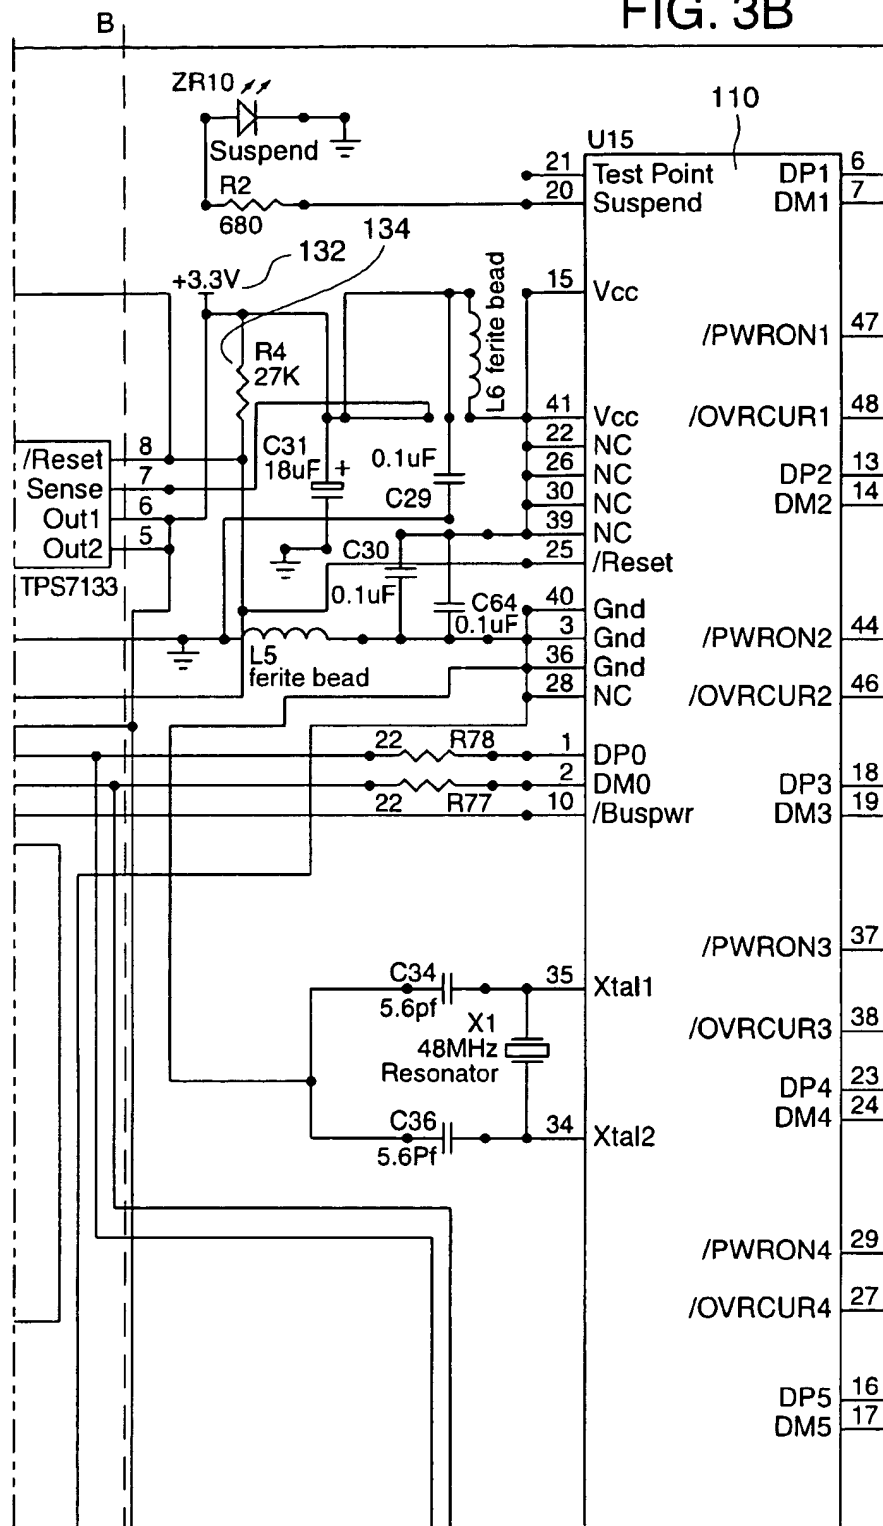 FIG. 3B
B
ZR10
Suspend
R2
680
110
U15
21 Test Point DP1 6
20 Suspend DM1 7
132
134
+3.3V
R4
27K
L6 ferite bead
15 Vcc
/PWRON1 47
41 Vcc /OVRCUR1 48
22 NC
26 NC DP2 13
30 NC DM2 14
39 NC
25 /Reset
/Reset 8
Sense 7
Out1 6
Out2 5
TPS7133
C31
18uF +
0.1uF
C29
C30
0.1uF
C64
0.1uF
40 Gnd
3 Gnd /PWRON2 44
36 Gnd
28 NC /OVRCUR2 46
L5
ferite bead
22 R78 1 DP0
2 DM0 DP3 18
22 R77 10 /Buspwr DM3 19
/PWRON3 37
C34
5.6pf
35 Xtal1
X1
48MHz
Resonator
/OVRCUR3 38
DP4 23
DM4 24
C36
5.6Pf
34 Xtal2
/PWRON4 29
/OVRCUR4 27
DP5 16
DM5 17